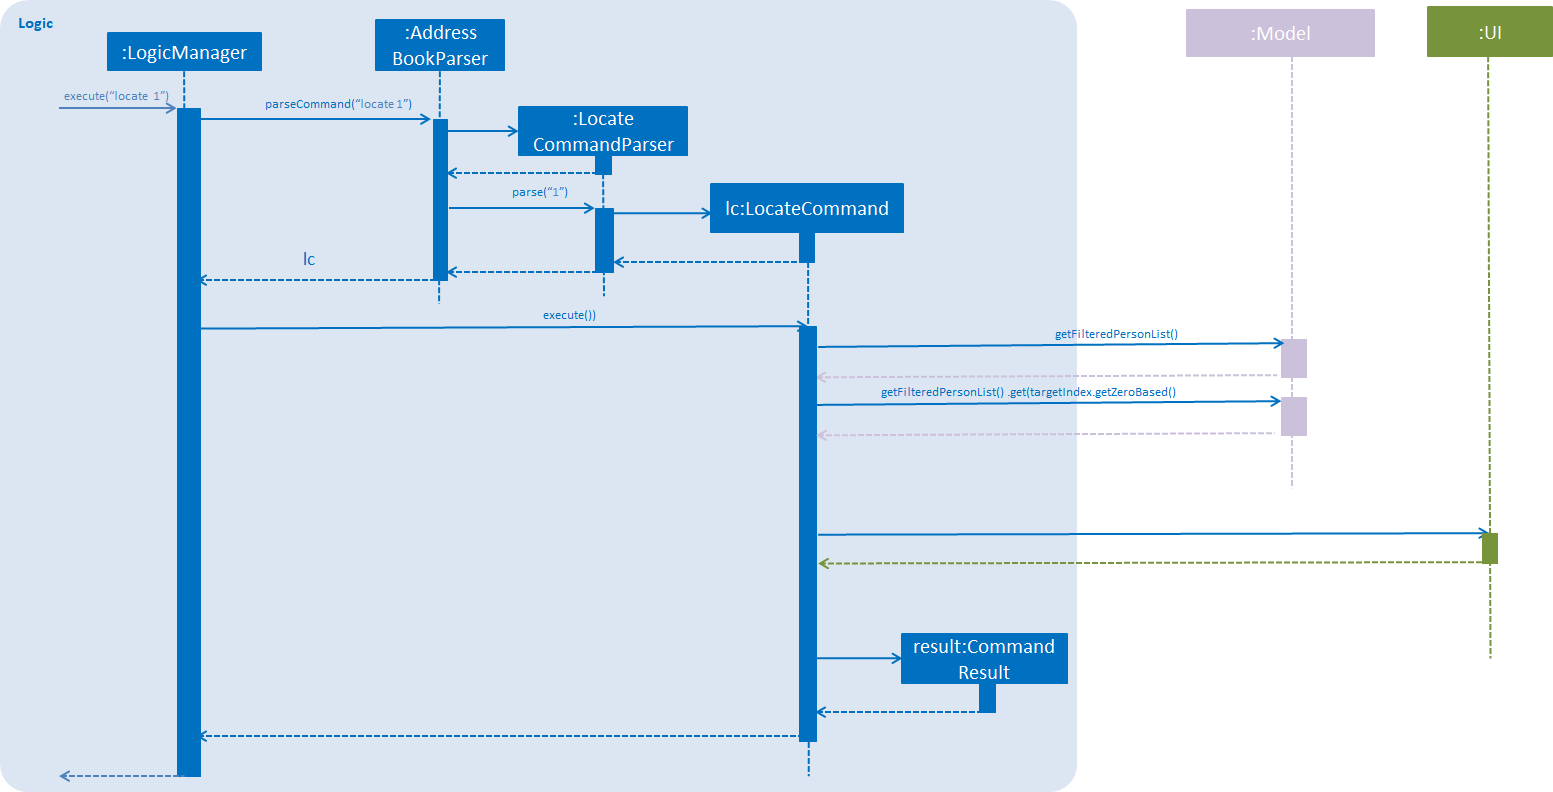 Logic
:LogicManager
:Address
BookParser
:Model
:UI
execute(“locate 1”)
parseCommand(“locate 1”)
:Locate
CommandParser
parse(“1”)
lc:LocateCommand
lc
execute())
getFilteredPersonList()
getFilteredPersonList() .get(targetIndex.getZeroBased()
result:Command
Result